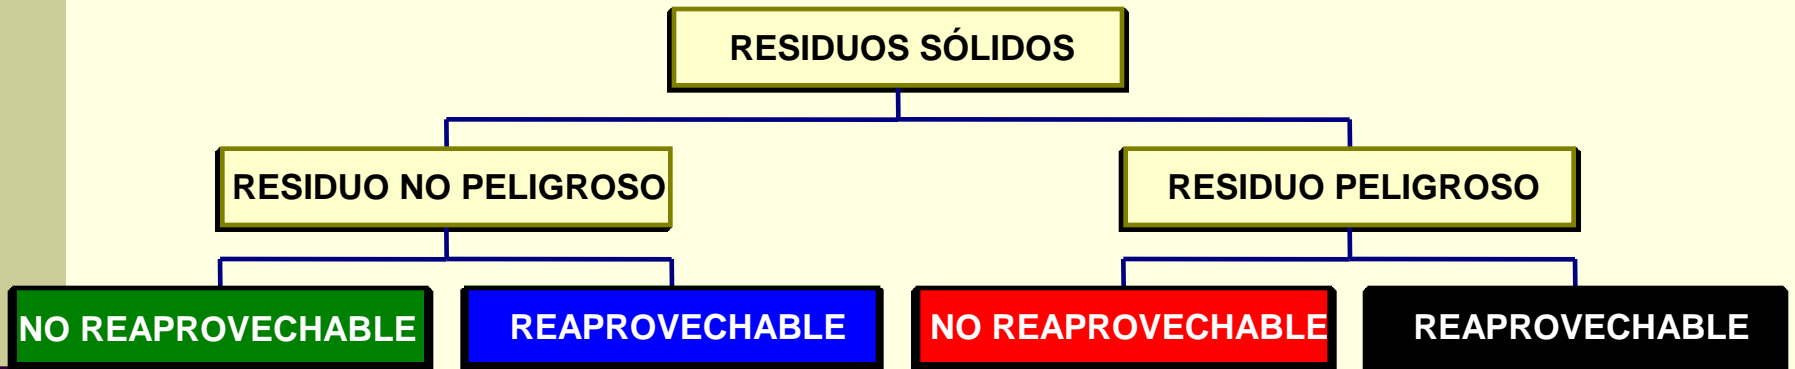 RESIDUOS SÓLIDOS
RESIDUO NO PELIGROSO
RESIDUO PELIGROSO
NO REAPROVECHABLE
REAPROVECHABLE
NO REAPROVECHABLE
REAPROVECHABLE